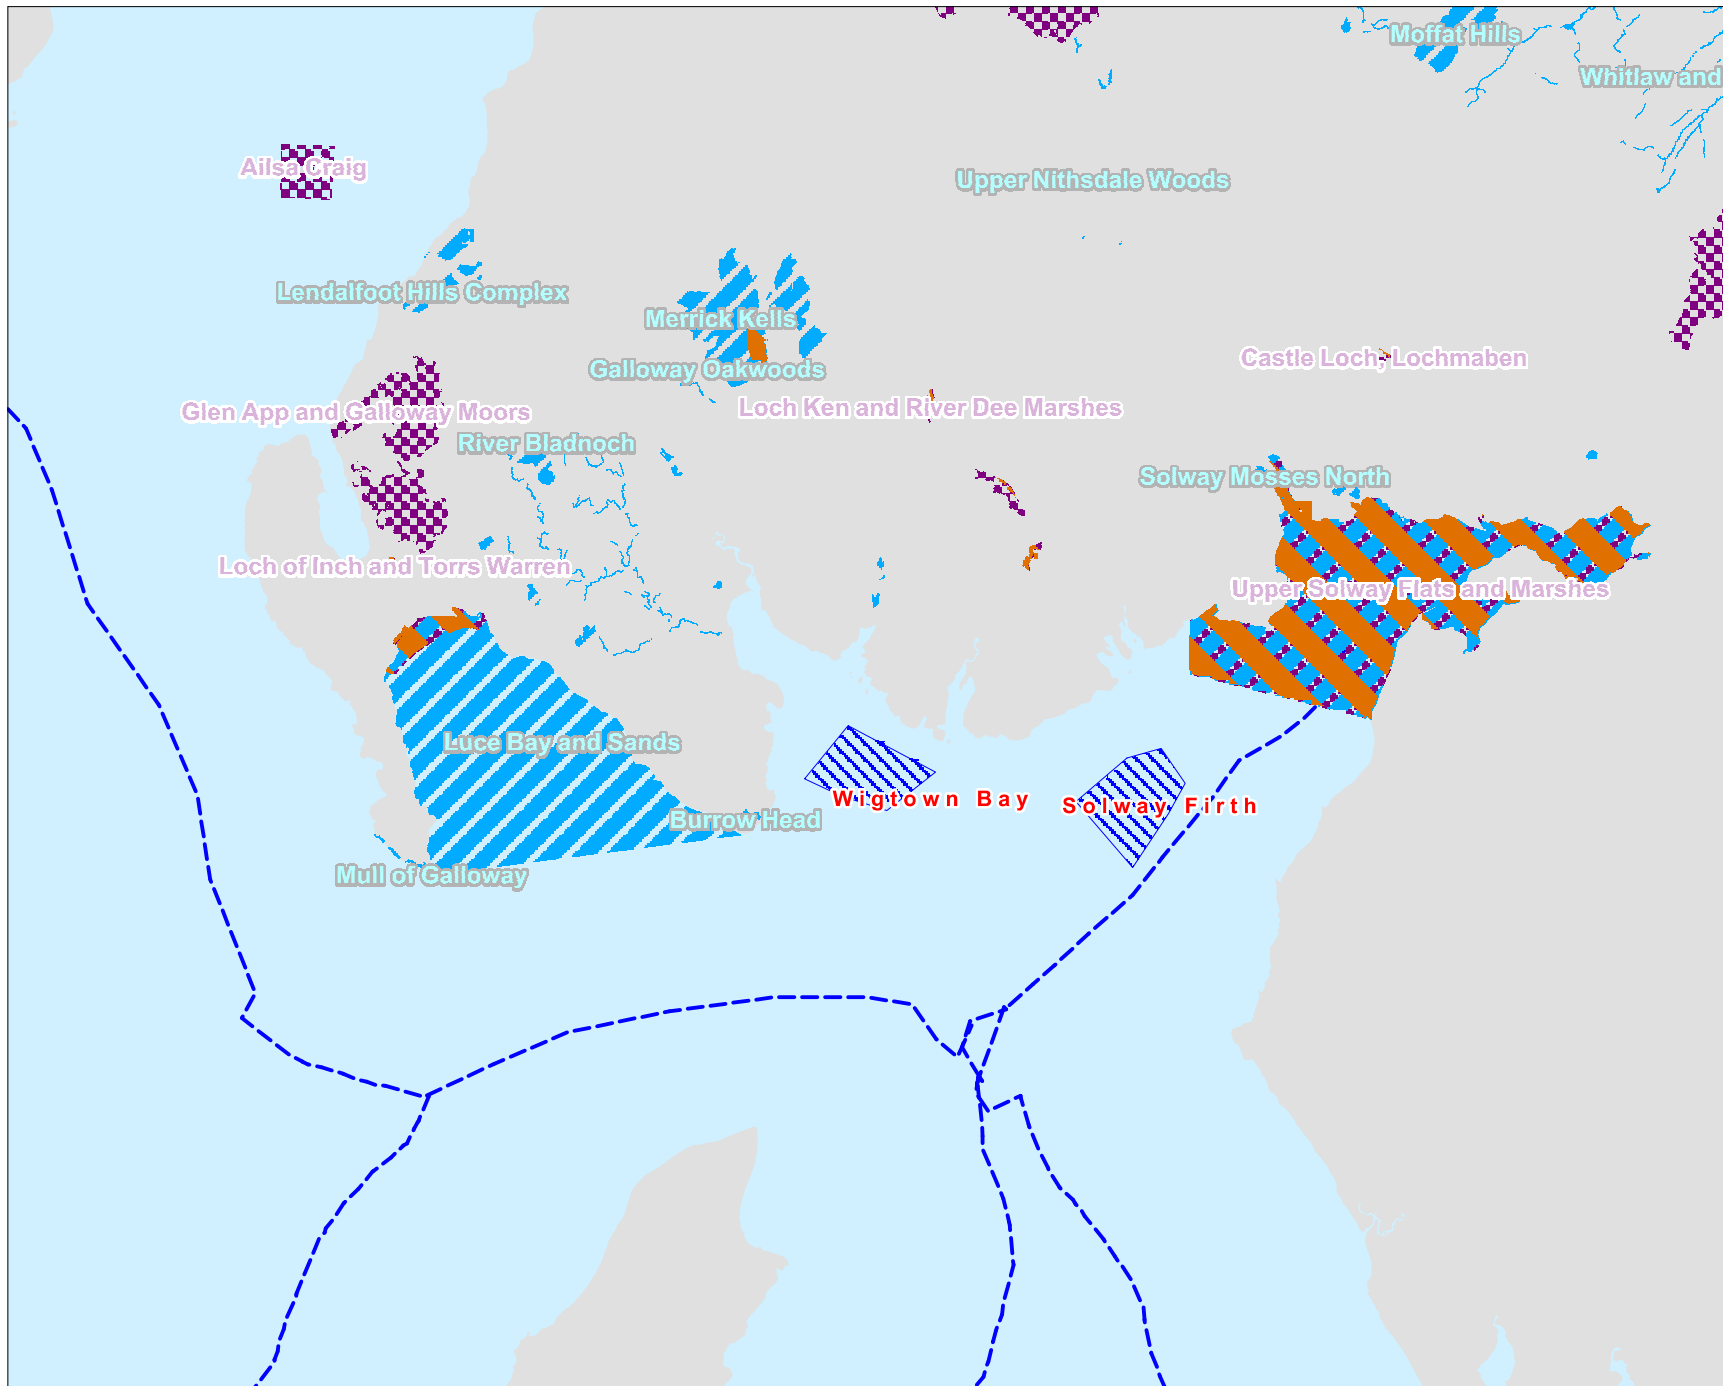 Moffat Hills
Whitlaw and
Ailsa Craig
Upper Nithsdale Woods
Lendalfoot Hills Complex
Merrick Kells
Castle Loch, Lochmaben
Galloway Oakwoods
Glen App and Galloway Moors
Loch Ken and River Dee Marshes
River Bladnoch
Solway Mosses North
Loch of Inch and Torrs Warren
Upper Solway Flats and Marshes
Luce Bay and Sands
Wigtown Bay
Solway Firth
Burrow Head
Mull of Galloway